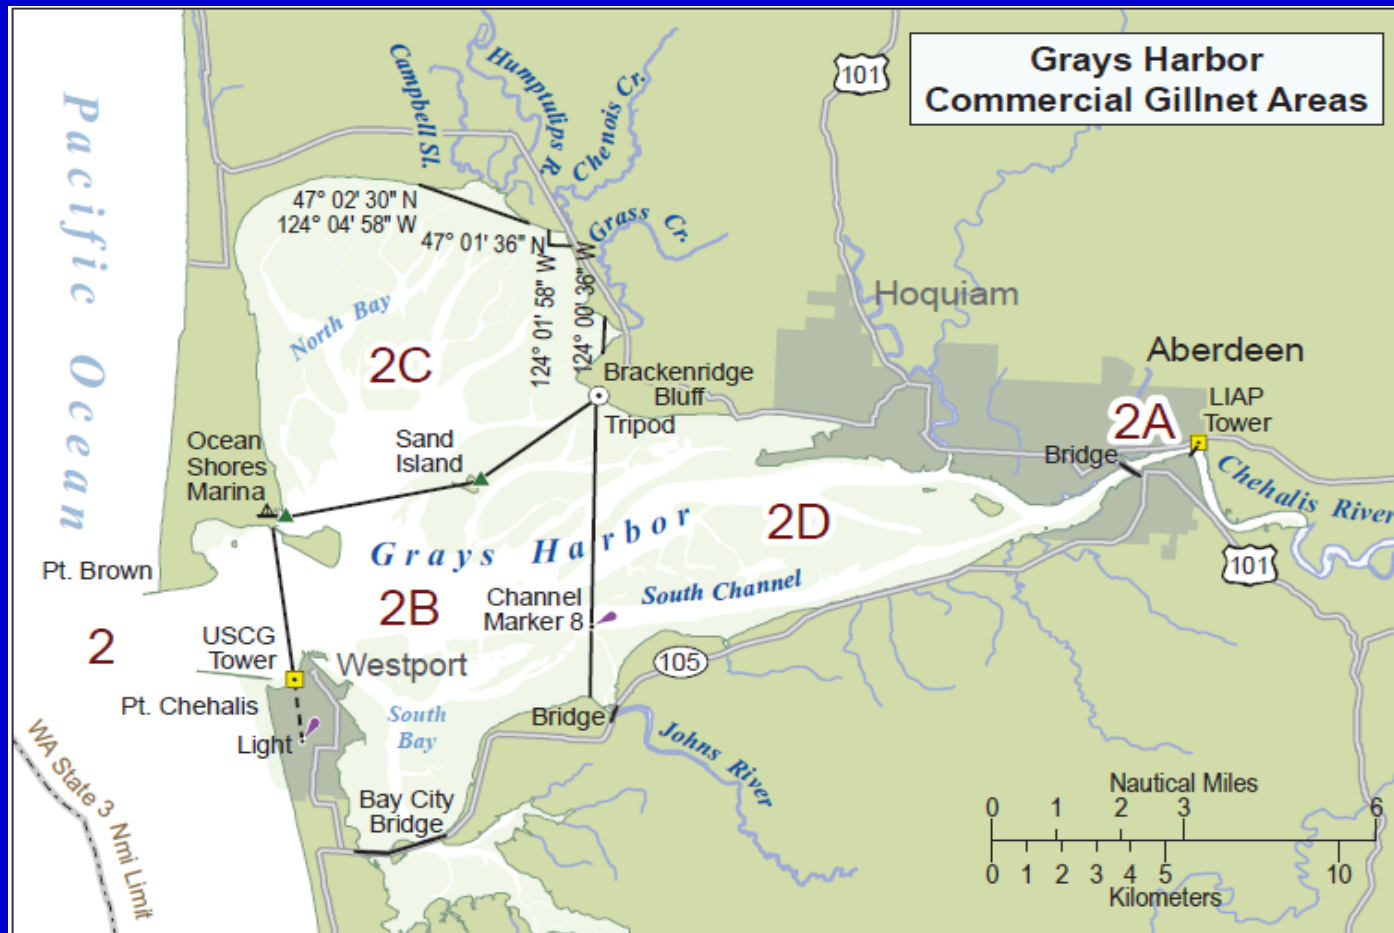 Grays Harbor
Commercial Gillnet Areas
Pacific Ocean
Campbell Sl.
Humptulips R.
Chenois Cr.
Grass Cr.
101
47° 02' 30" N
124° 04' 58" W
47° 01' 36" N
124° 01' 58" W
124° 00' 36" W
North Bay
2C
Hoquiam
Aberdeen
Brackenridge
Bluff
Tripod
LIAP
Tower
2A
Bridge
Chehalis River
101
Ocean
Shores
Marina
Sand
Island
Grays Harbor
2D
Pt. Brown
2B
Channel
Marker 8
South Channel
2
USCG
Tower
Westport
105
Pt. Chehalis
Light
South
Bay
Bridge
Johns River
WA State 3 Nmi Limit
Bay City
Bridge
Nautical Miles
0 1 2 3 6
0 1 2 3 4 5 10
Kilometers